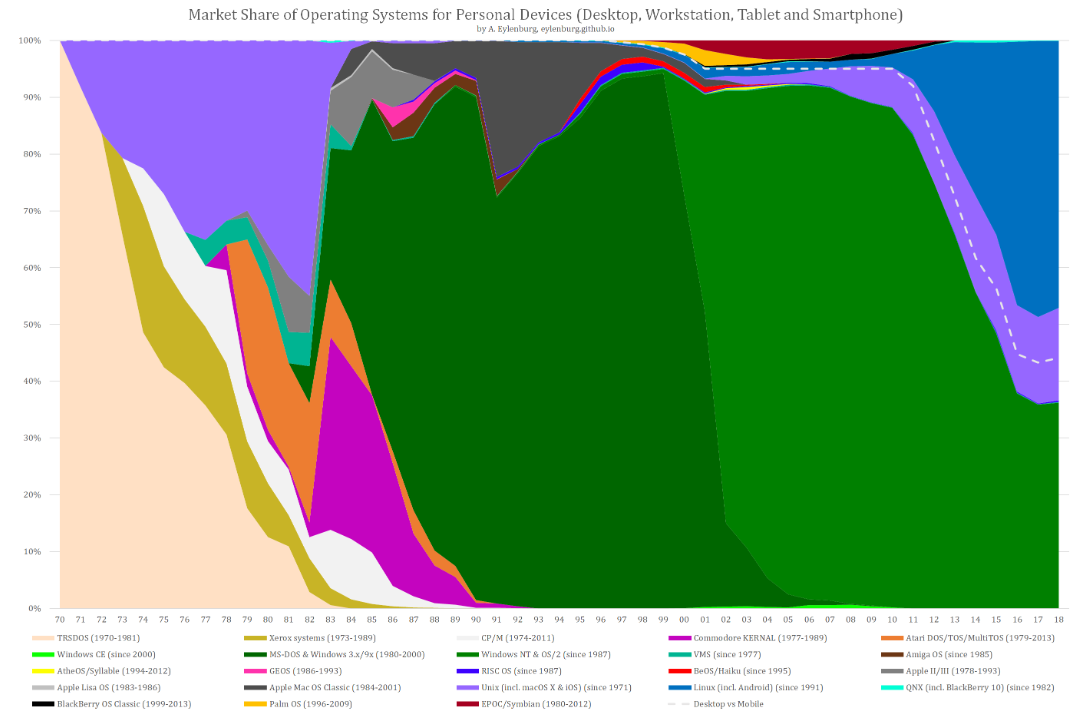 Market Share of Operating Systems for Personal Devices (Desktop, Workstation, Tablet and Smartphone)
by A. Eylenburg, eylenburg.github.io
100%
90%
80%
70%
60%
50%
40%
30%
20%
10%
0%
70 71 72 73 74 75 76 77 78 79 80 81 82 83 84 85 86 87 88 89 90 91 92 93 94 95 96 97 98 99 00 01 02 03 04 05 06 07 08 09 10 11 12 13 14 15 16 17 18
TRSDOS (1970-1981) Xerox systems (1973-1989) CP/M (1974-2011) Commodore KERNAL (1977-1989) Atari DOS/TOS/MultiTOS (1979-2013)
Windows CE (since 2000) MS-DOS & Windows 3.x/9x (1980-2000) Windows NT & OS/2 (since 1987) VMS (since 1977) Amiga OS (since 1985)
AtheOS/Syllable (1994-2012) GEOS (1986-1993) RISC OS (since 1987) BeOS/Haiku (since 1995) Apple II/III (1978-1993)
Apple Lisa OS (1983-1986) Apple Mac OS Classic (1984-2001) Unix (incl. macOS X & iOS) (since 1971) Linux (incl. Android) (since 1991) QNX (incl. BlackBerry 10) (since 1982)
BlackBerry OS Classic (1999-2013) Palm OS (1996-2009) EPOC/Symbian (1980-2012) Desktop vs Mobile